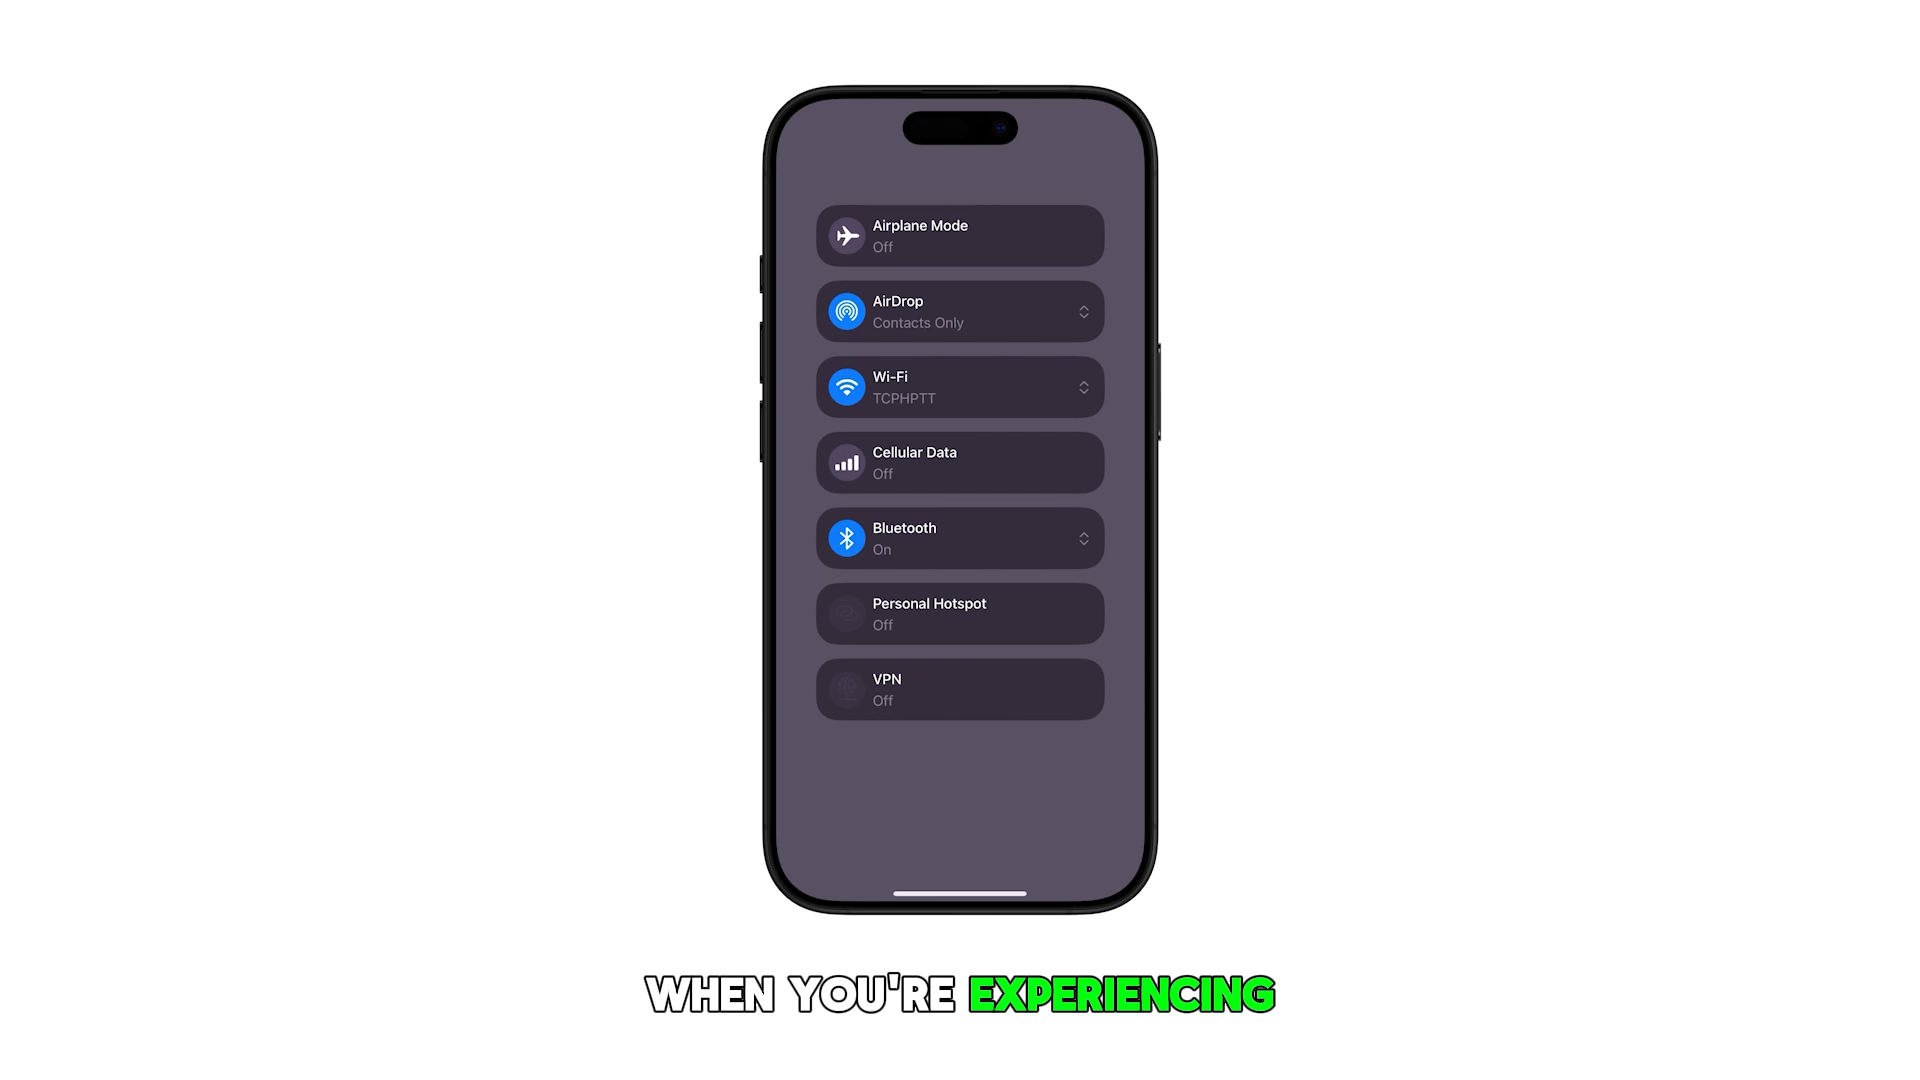 Airplane Mode
Off
AirDrop
Contacts Only
Wi-Fi
TCPHPTT
Cellular Data
Off
Bluetooth
On
Personal Hotspot
Off
VPN
Off
WHEN YOU'RE EXPERIENCING